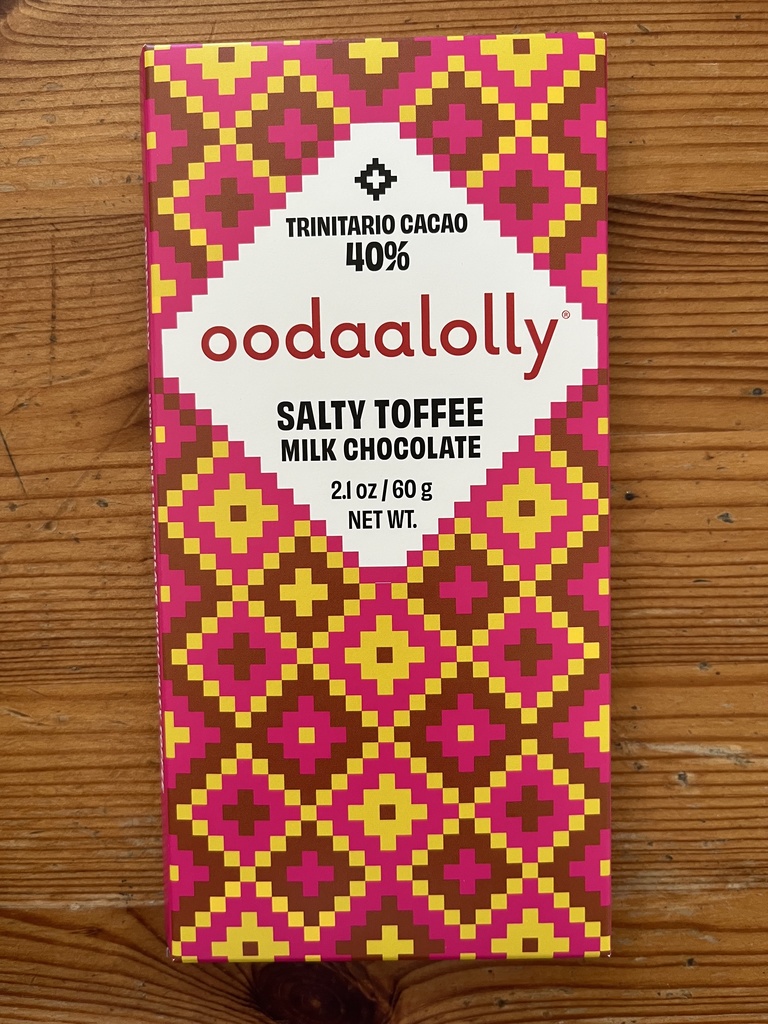 TRINITARIO CACAO
40%
oodaalolly®
SALTY TOFFEE
MILK CHOCOLATE
2.1 oz / 60 g
NET WT.